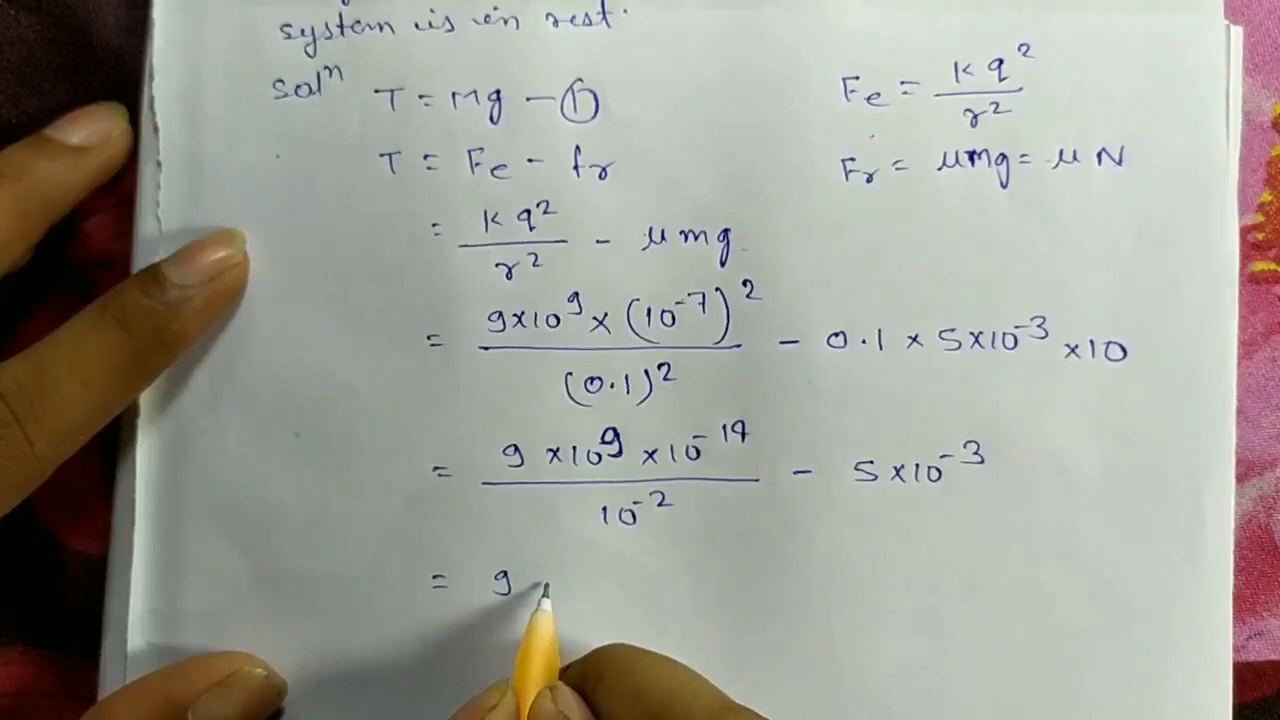 system is in rest.
Solⁿ T = Mg – ① Fe = kq²/r²
T = Fe - fr Fr = μmg = μN
= kq²/r² - μmg
= 9×10⁹ × (10⁻⁷)²/(0.1)² - 0.1 × 5×10⁻³ ×10
= 9 ×10⁹ ×10⁻¹⁴/10⁻² - 5×10⁻³
= 9